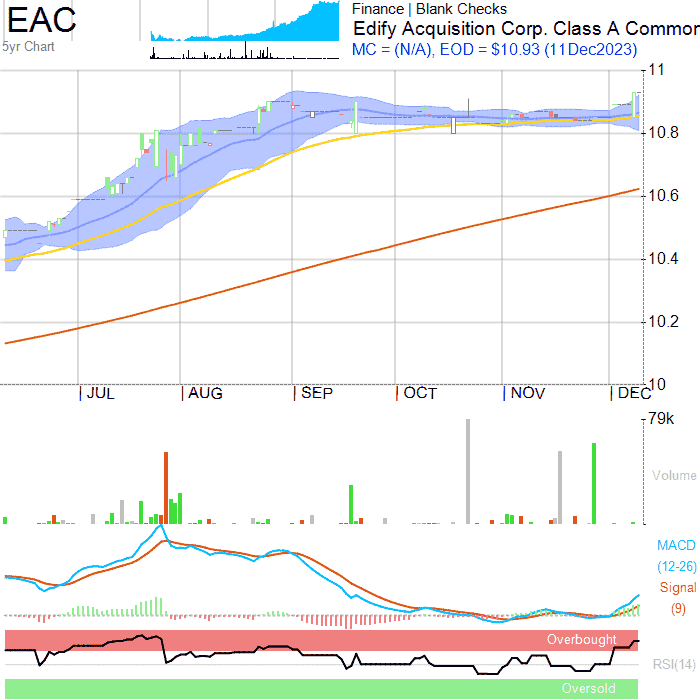 EAC
5yr Chart
Finance | Blank Checks
Edify Acquisition Corp. Class A Common
MC = (N/A), EOD = $10.93 (11Dec2023)
11
10.8
10.6
10.4
10.2
10
JUL AUG SEP OCT NOV DEC
79k
Volume
MACD
(12-26)
Signal
(9)
Overbought
RSI(14)
Oversold